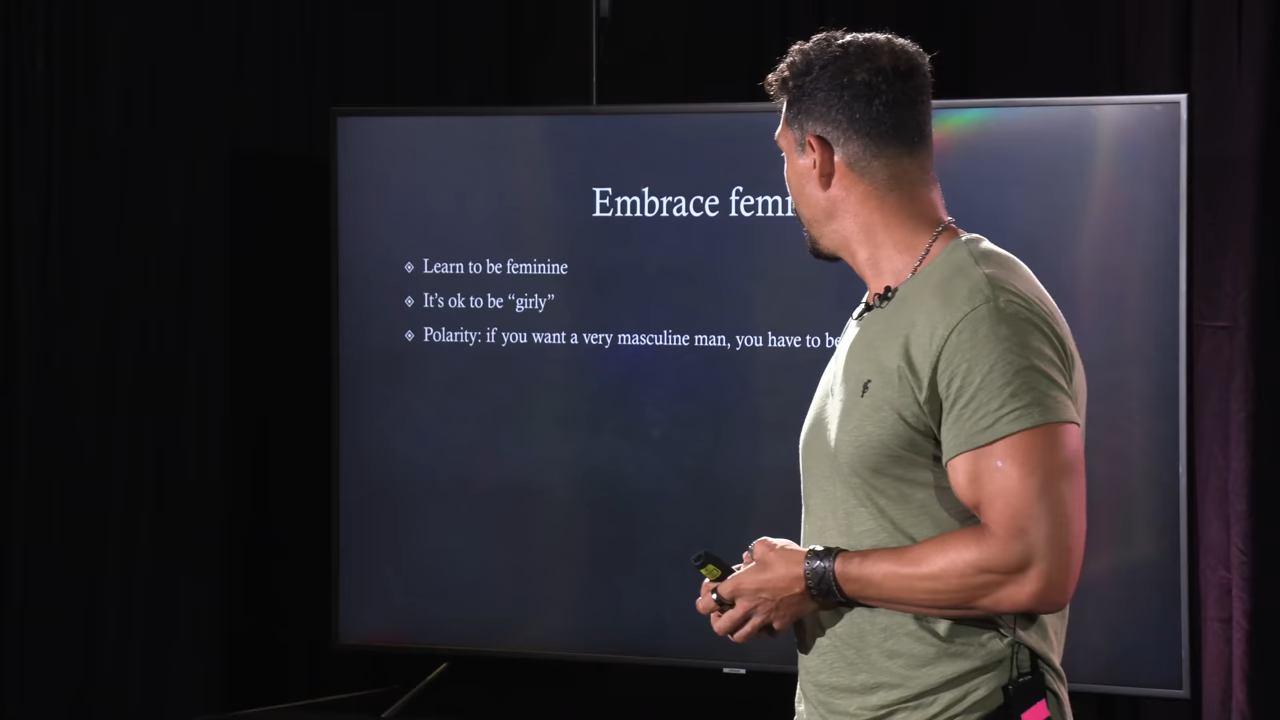 Embrace
Learn to be feminine
It's ok to be “girly”
Polarity: if you want a very masculine man, you have to be